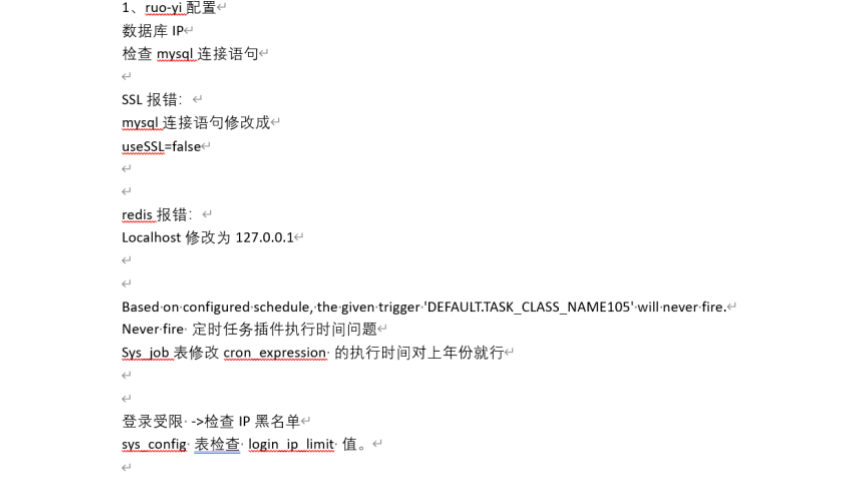 1、ruo-yi 配置
数据库 IP
检查 mysql 连接语句
SSL 报错：
mysql 连接语句修改成
useSSL=false
redis 报错：
Localhost 修改为 127.0.0.1
Based on configured schedule, the given trigger 'DEFAULT.TASK_CLASS_NAME105' will never fire.
Never fire 定时任务插件执行时间问题
Sys_job 表修改 cron_expression 的执行时间对上年份就行
登录受限 ->检查 IP 黑名单
sys_config 表检查 login_ip_limit 值。